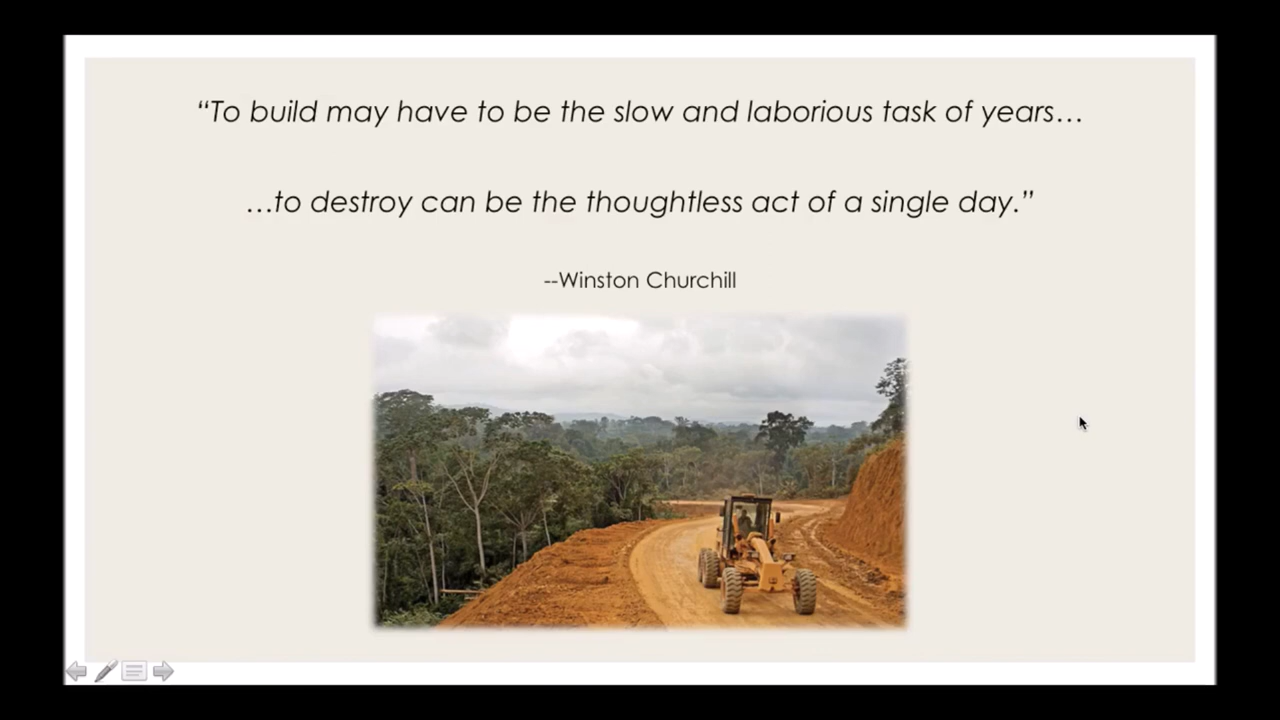 “To build may have to be the slow and laborious task of years…
…to destroy can be the thoughtless act of a single day.”
--Winston Churchill